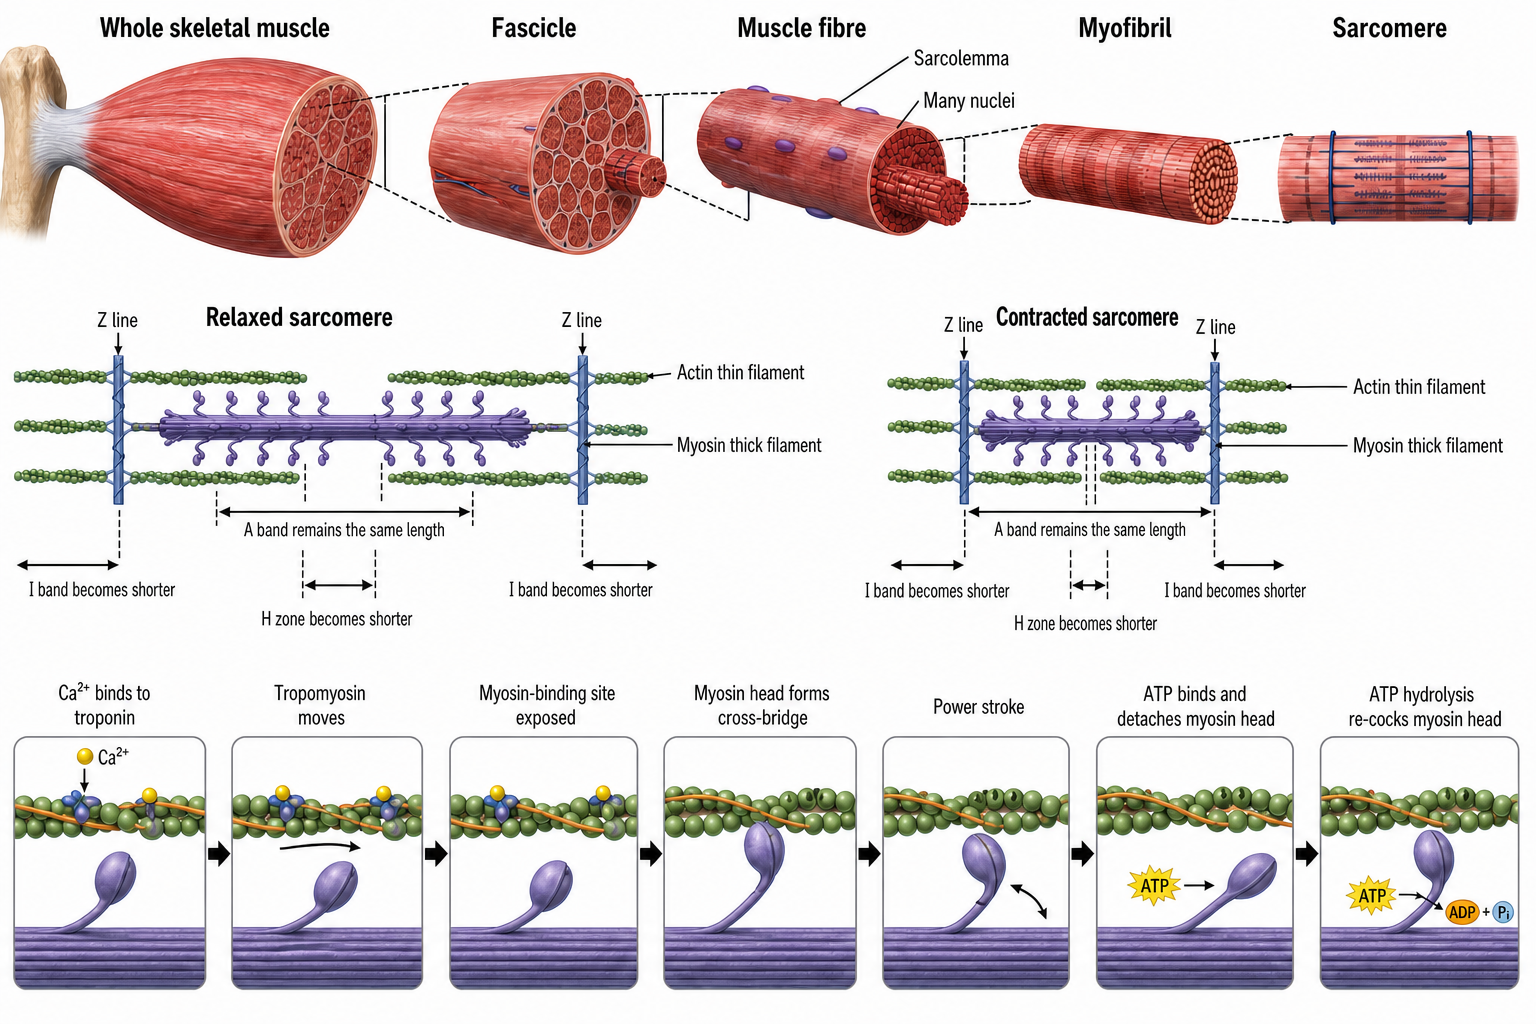 Whole skeletal muscle
Fascicle
Muscle fibre
Myofibril
Sarcomere
Sarcolemma
Many nuclei
Relaxed sarcomere
Z line
Z line
Actin thin filament
Myosin thick filament
A band remains the same length
I band becomes shorter
I band becomes shorter
H zone becomes shorter
Contracted sarcomere
Z line
Z line
Actin thin filament
Myosin thick filament
A band remains the same length
I band becomes shorter
I band becomes shorter
H zone becomes shorter
Ca²⁺ binds to
troponin
Ca²⁺
Tropomyosin
moves
Myosin-binding site
exposed
Myosin head forms
cross-bridge
Power stroke
ATP binds and
detaches myosin head
ATP
ATP hydrolysis
re-cocks myosin head
ATP
ADP + Pᵢ